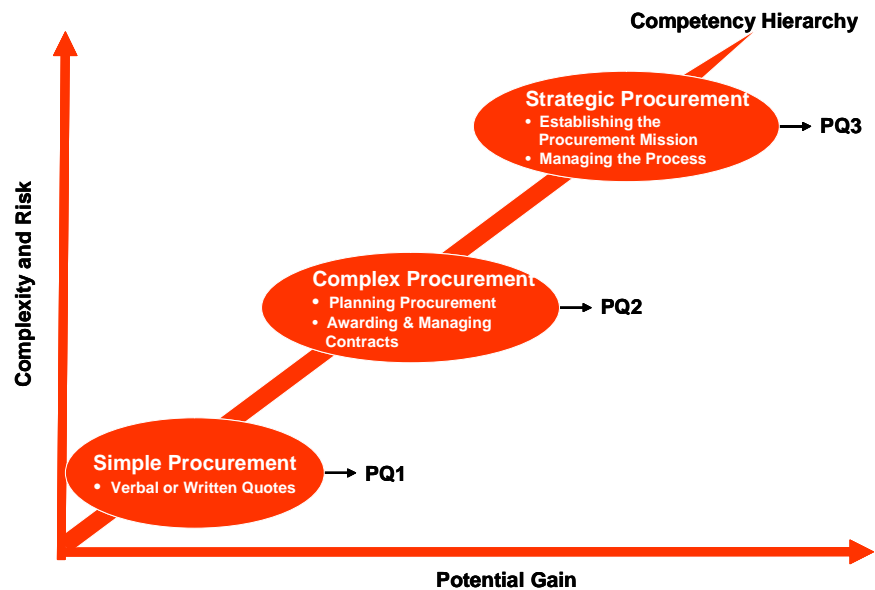 Competency Hierarchy
Strategic Procurement
• Establishing the
Procurement Mission
• Managing the Process
PQ3
Complexity and Risk
Complex Procurement
• Planning Procurement
• Awarding & Managing
Contracts
PQ2
Simple Procurement
• Verbal or Written Quotes
PQ1
Potential Gain